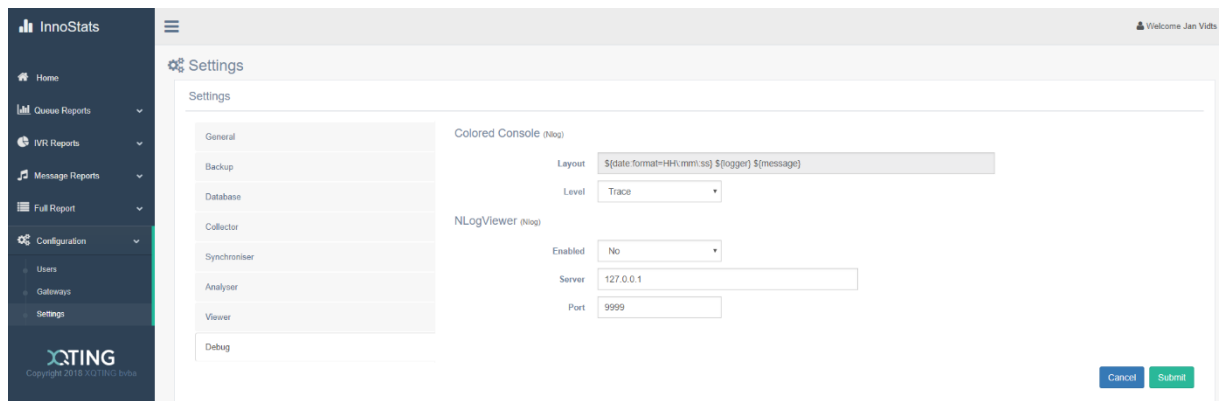 InnoStats
Welcome Jan Vidts
Home
Queue Reports
IVR Reports
Message Reports
Full Report
Configuration
Users
Gateways
Settings
XQTING
Copyright 2018 XQTING bvba
Settings
Settings
General
Backup
Database
Collector
Synchroniser
Analyser
Viewer
Debug
Colored Console (Nlog)
Layout ${date:format=HH\:mm\:ss} ${logger} ${message}
Level Trace
NLogViewer (Nlog)
Enabled No
Server 127.0.0.1
Port 9999
Cancel Submit